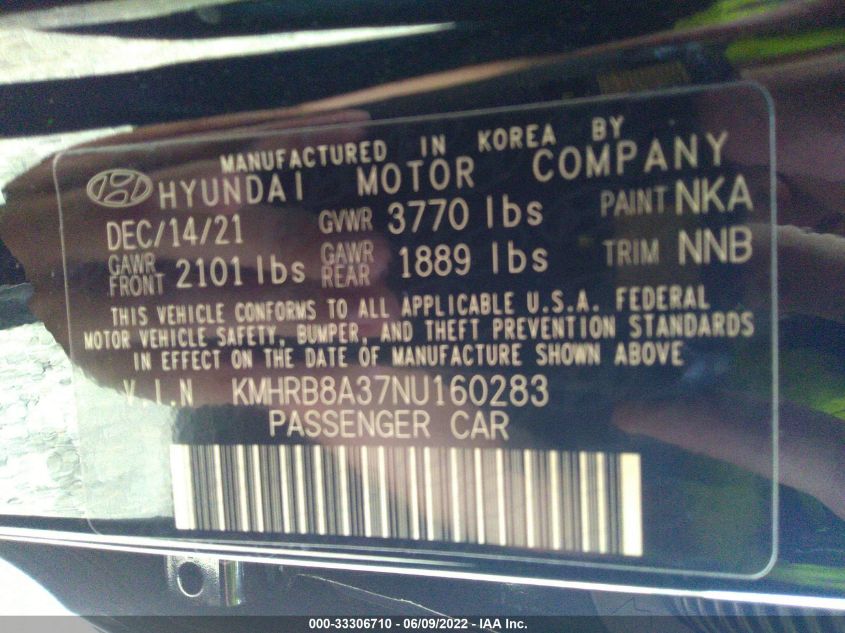 MANUFACTURED IN KOREA BY
HYUNDAI MOTOR COMPANY
DEC/14/21 GVWR 3770 lbs PAINT NKA
GAWR FRONT 2101 lbs GAWR REAR 1889 lbs TRIM NNB
THIS VEHICLE CONFORMS TO ALL APPLICABLE U.S.A. FEDERAL
MOTOR VEHICLE SAFETY, BUMPER, AND THEFT PREVENTION STANDARDS
IN EFFECT ON THE DATE OF MANUFACTURE SHOWN ABOVE
V.I.N KMHRB8A37NU160283
PASSENGER CAR
000-33306710 - 06/09/2022 - IAA Inc.